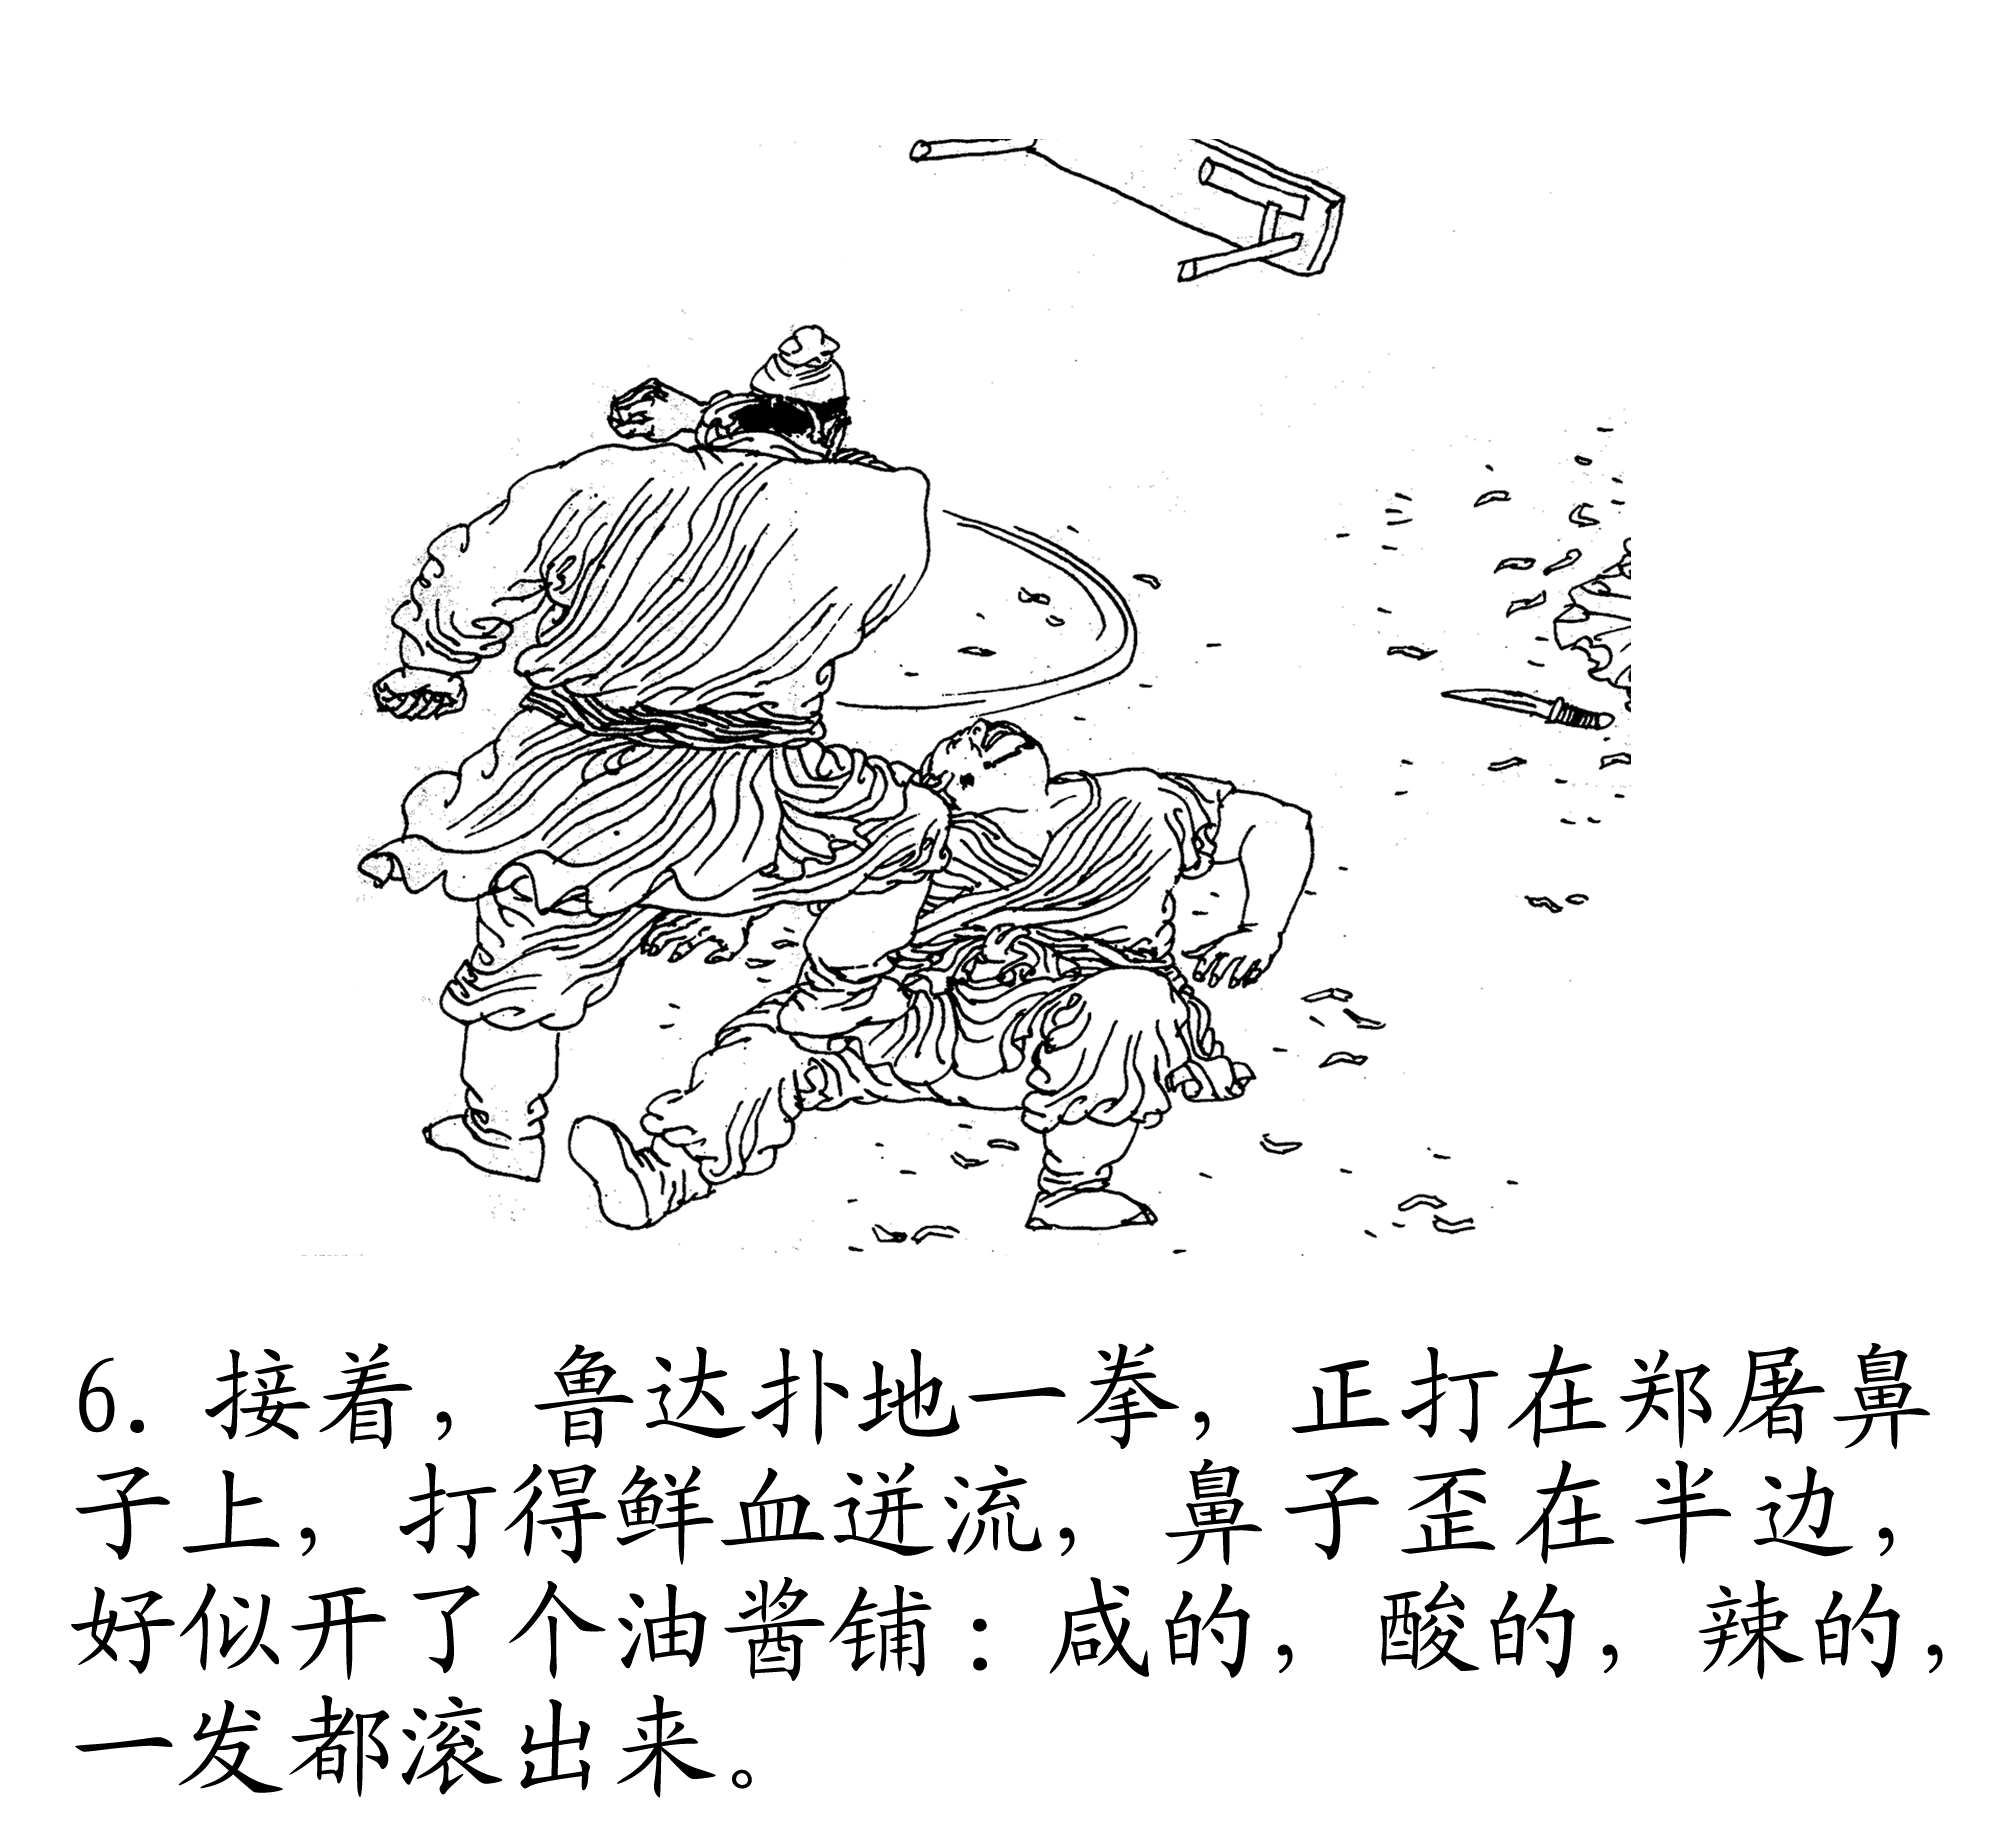 6. 接着，鲁达扑地一拳，正打在郑屠鼻
子上，打得鲜血迸流，鼻子歪在半边，
好似开了个油酱铺：咸的，酸的，辣的，
一发都滚出来。